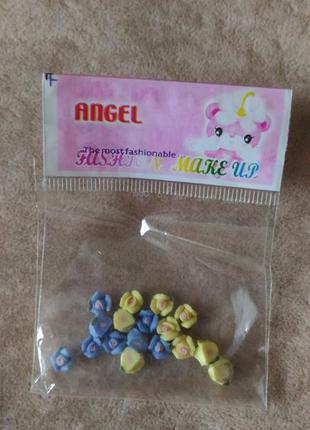 ANGEL
The most fashionable
FASHION MAKE UP